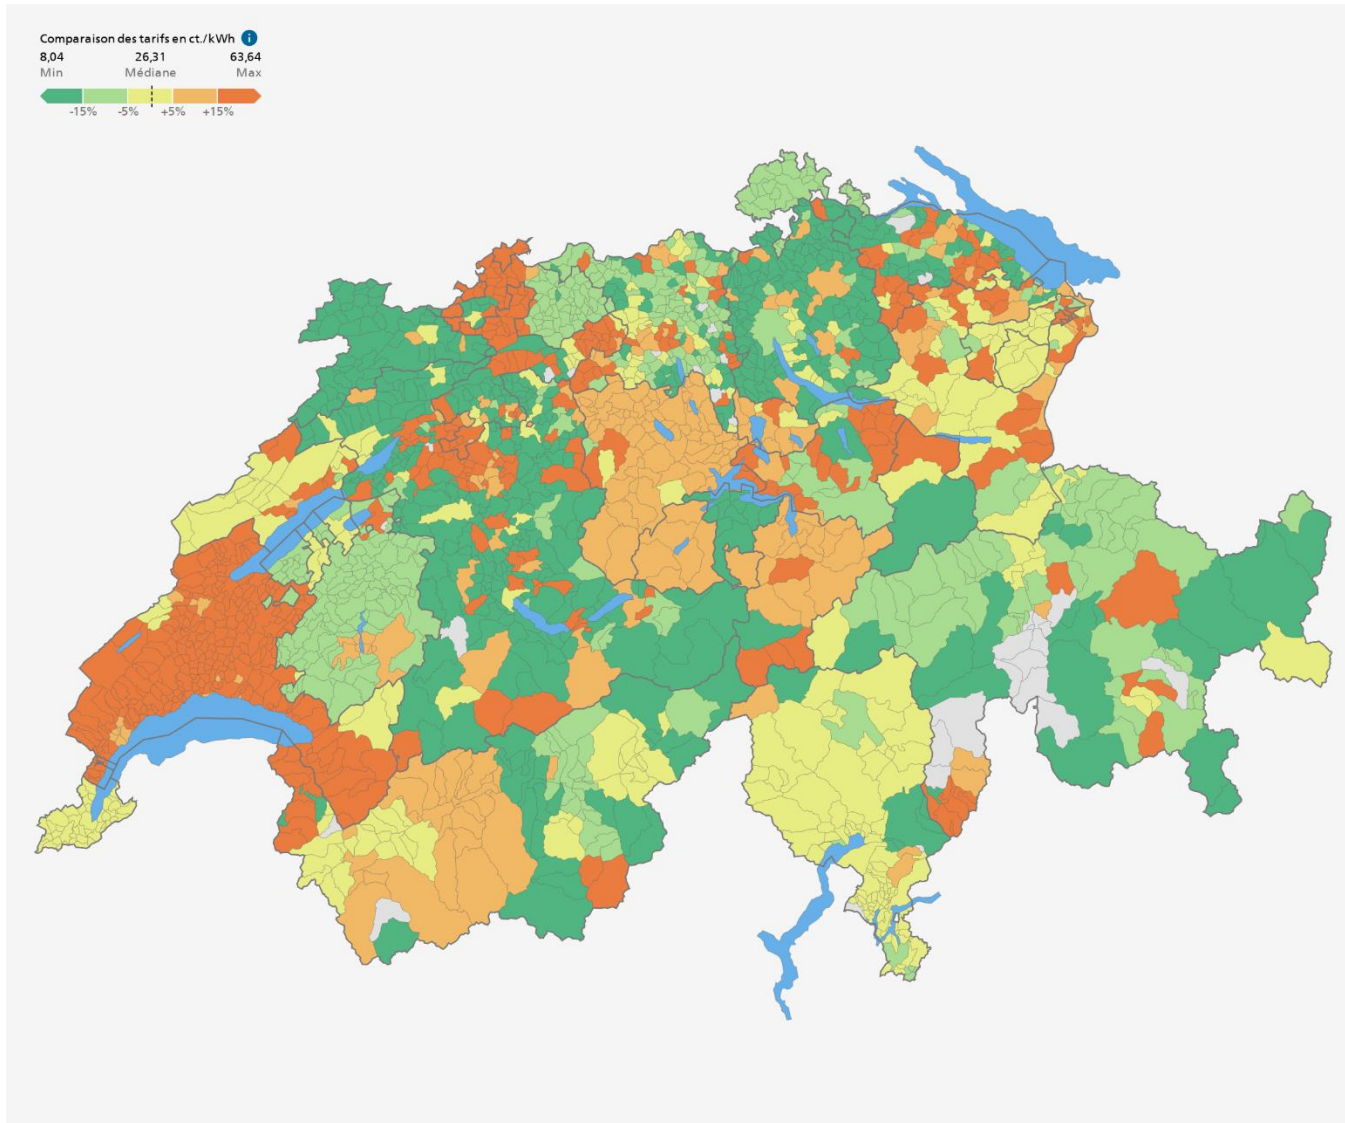 Comparaison des tarifs en ct./kWh i
8,04 26,31 63,64
Min Médiane Max
-15% -5% +5% +15%